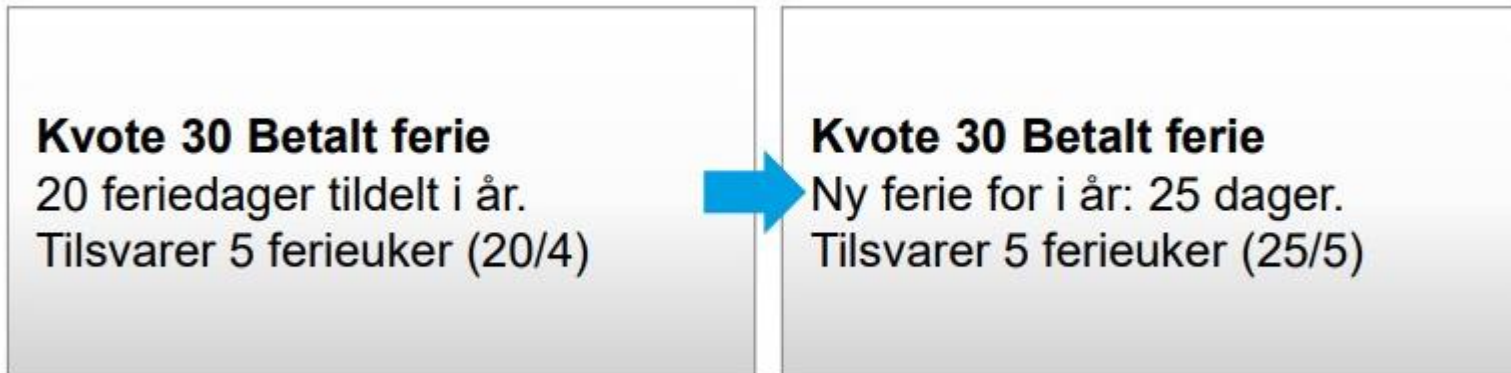 Kvote 30 Betalt ferie
20 feriedager tildelt i år.
Tilsvarer 5 ferieuker (20/4)
Kvote 30 Betalt ferie
Ny ferie for i år: 25 dager.
Tilsvarer 5 ferieuker (25/5)